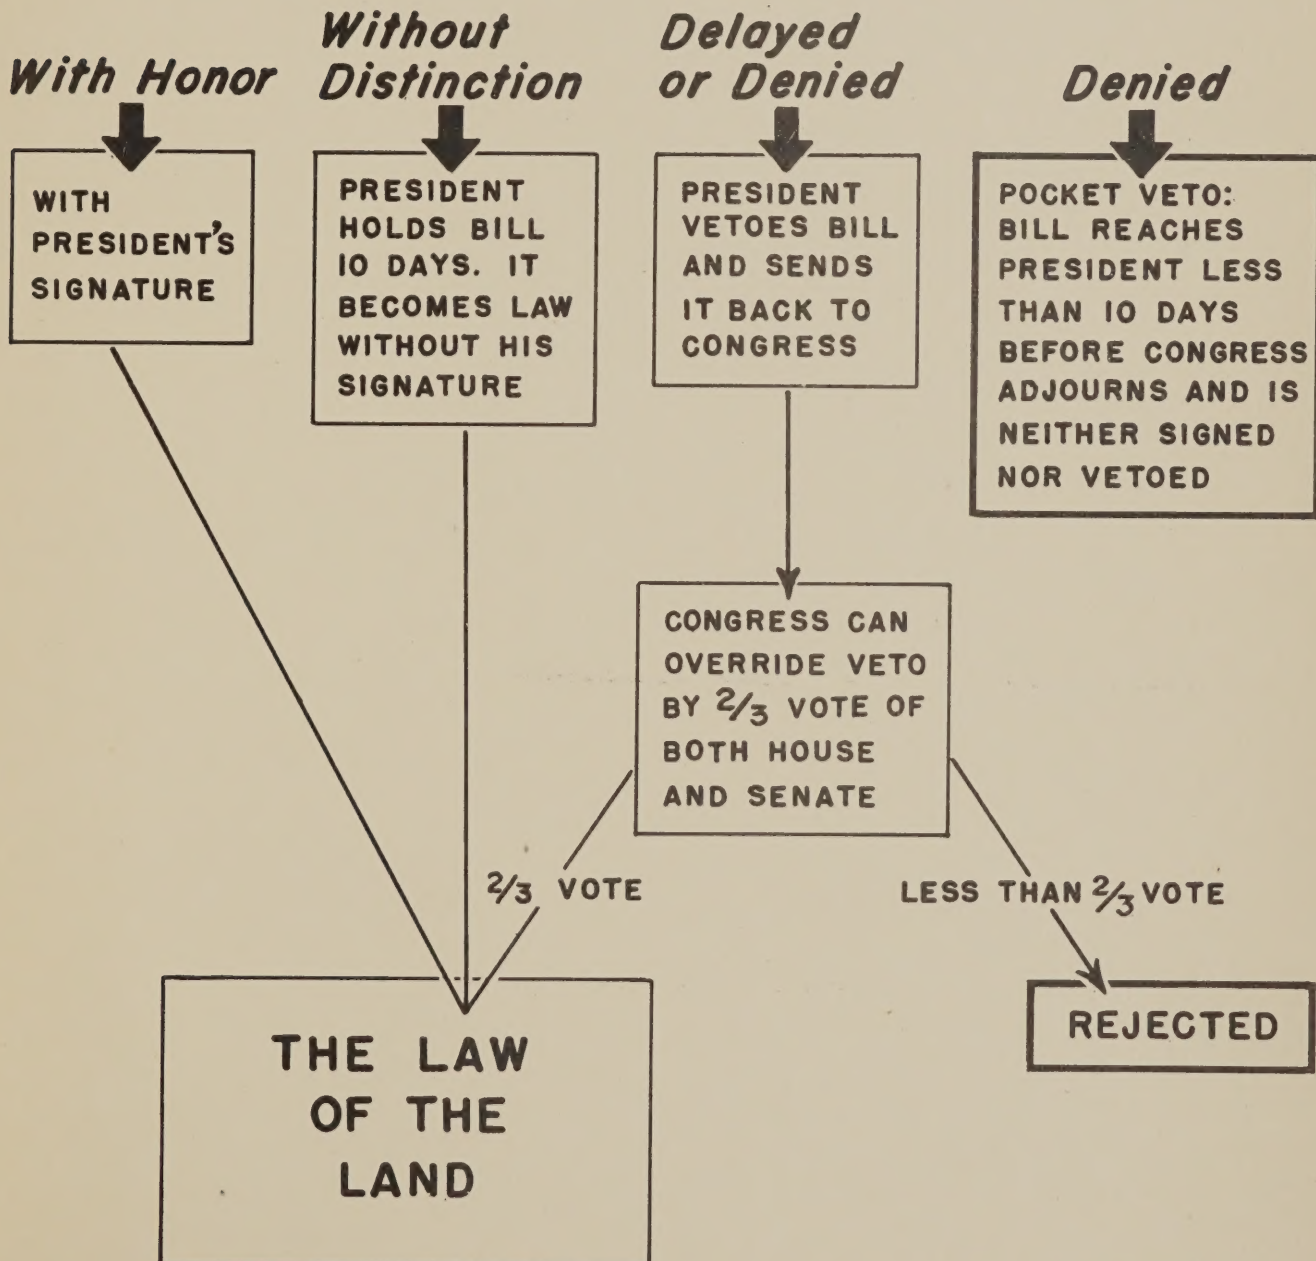 With Honor
Without
Distinction
Delayed
or Denied
Denied
WITH
PRESIDENT'S
SIGNATURE
PRESIDENT
HOLDS BILL
10 DAYS. IT
BECOMES LAW
WITHOUT HIS
SIGNATURE
PRESIDENT
VETOES BILL
AND SENDS
IT BACK TO
CONGRESS
POCKET VETO:
BILL REACHES
PRESIDENT LESS
THAN 10 DAYS
BEFORE CONGRESS
ADJOURNS AND IS
NEITHER SIGNED
NOR VETOED
CONGRESS CAN
OVERRIDE VETO
BY 2/3 VOTE OF
BOTH HOUSE
AND SENATE
2/3 VOTE
LESS THAN 2/3 VOTE
REJECTED
THE LAW
OF THE
LAND